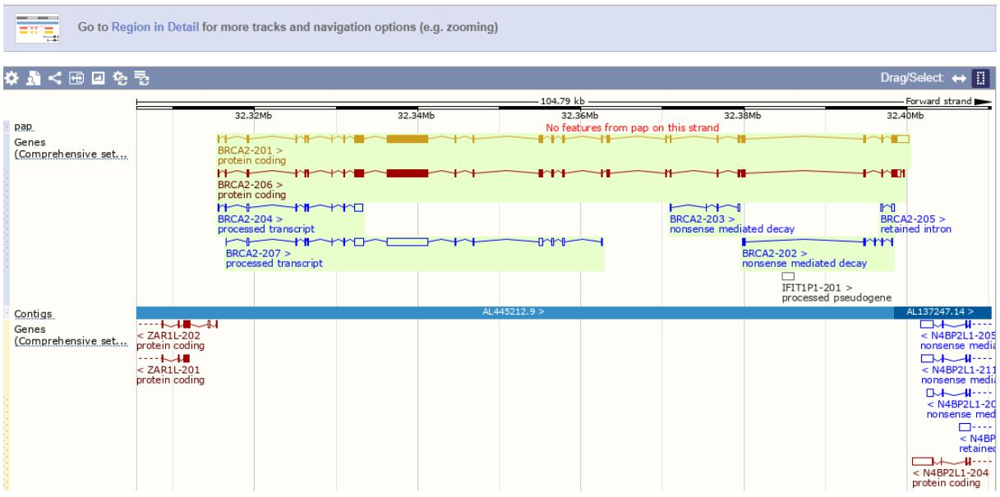 Go to Region in Detail for more tracks and navigation options (e.g. zooming)
Drag/Select:
104.79 kb
Forward strand
32.32Mb 32.34Mb 32.36Mb 32.38Mb 32.40Mb
pap
No features from pap on this strand
Genes
(Comprehensive set...
BRCA2-201 >
protein coding
BRCA2-206 >
protein coding
BRCA2-204 >
processed transcript
BRCA2-203 >
nonsense mediated decay
BRCA2-205 >
retained intron
BRCA2-207 >
processed transcript
BRCA2-202 >
nonsense mediated decay
IFIT1P1-201 >
processed pseudogene
Contigs
AL445212.9 >
AL137247.14 >
Genes
(Comprehensive set...
< ZAR1L-202
protein coding
< N4BP2L1-205
nonsense media
< ZAR1L-201
protein coding
< N4BP2L1-211
nonsense media
< N4BP2L1-20
nonsense med
< N4BP
retained
< N4BP2L1-204
protein coding